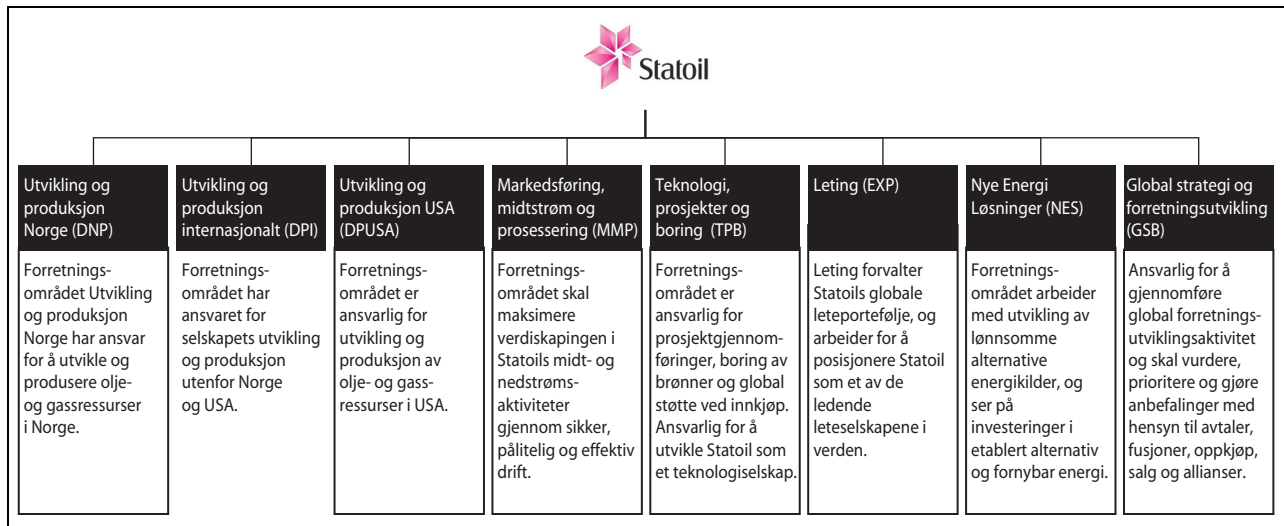 Statoil
Utvikling og
produksjon
Norge (DNP)
Forretnings-
området Utvikling
og produksjon
Norge har ansvar
for å utvikle og
produsere olje-
og gassressurser
i Norge.
Utvikling og
produksjon
internasjonalt (DPI)
Forretnings-
området har
ansvaret for
selskapets utvikling
og produksjon
utenfor Norge
og USA.
Utvikling og
produksjon USA
(DPUSA)
Forretnings-
området er
ansvarlig for
utvikling og
produksjon av
olje- og gass-
ressurser i USA.
Markedsføring,
midtstrøm og
prosessering (MMP)
Forretnings-
området skal
maksimere
verdiskapingen i
Statoils midt- og
nedstrøms-
aktiviteter
gjennom sikker,
pålitelig og effektiv
drift.
Teknologi,
prosjekter og
boring (TPB)
Forretnings-
området er
ansvarlig for
prosjektgjennom-
føringer, boring av
brønner og global
støtte ved innkjøp.
Ansvarlig for å
utvikle Statoil som
et teknologiselskap.
Leting (EXP)
Leting forvalter
Statoils globale
leteportefølje, og
arbeider for å
posisjonere Statoil
som et av de
ledende
leteselskapene i
verden.
Nye Energi
Løsninger (NES)
Forretnings-
området arbeider
med utvikling av
lønnsomme
alternative
energikilder, og
ser på
investeringer i
etablert alternativ
og fornybar energi.
Global strategi og
forretningsutvikling
(GSB)
Ansvarlig for å
gjennomføre
global forretnings-
utviklingsaktivitet
og skal vurdere,
prioritere og gjøre
anbefalinger med
hensyn til avtaler,
fusjoner, oppkjøp,
salg og allianser.